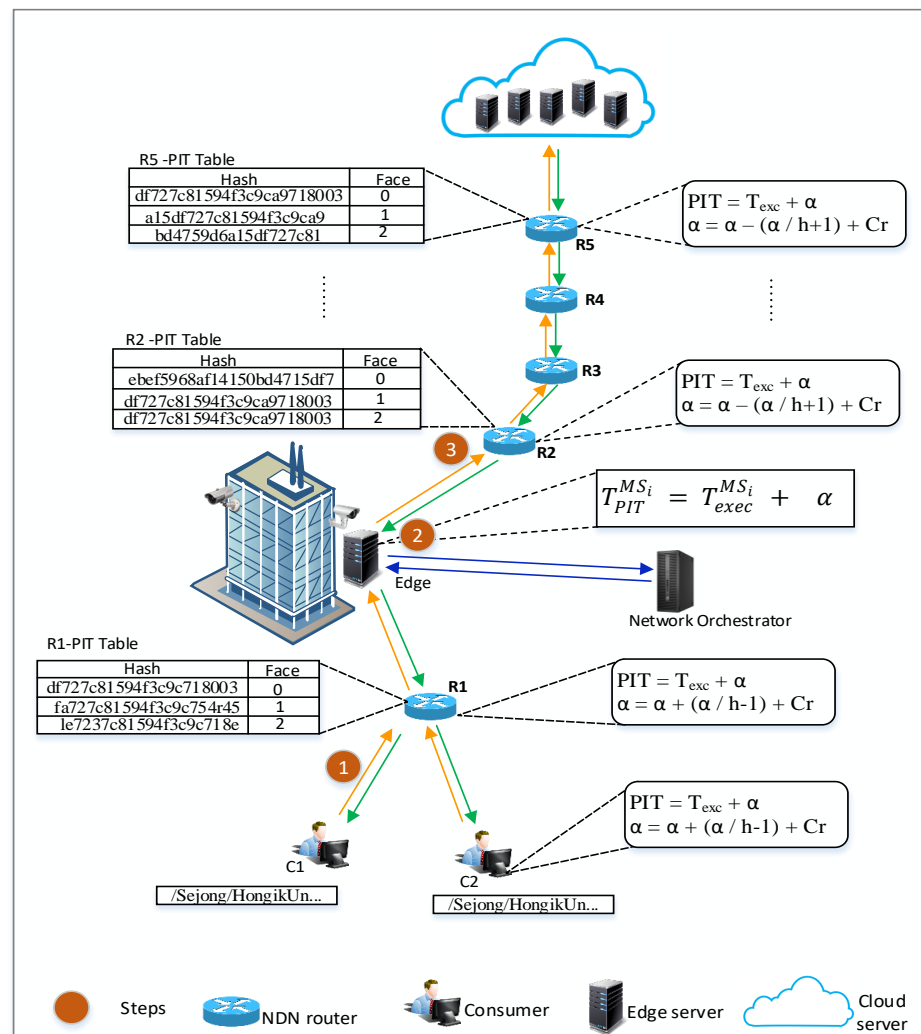 R5 -PIT Table
Hash Face
df727c81594f3c9ca9718003 0
a15df727c81594f3c9ca9 1
bd4759d6a15df727c81 2
PIT = Texc + α
α = α – (α / h+1) + Cr
R5
R4
R2 -PIT Table
Hash Face
ebef5968af14150bd4715df7 0
df727c81594f3c9ca9718003 1
df727c81594f3c9ca9718003 2
R3
PIT = Texc + α
α = α – (α / h+1) + Cr
3
R2
T_PIT^MS_i = T_exec^MS_i + α
2
Edge
Network Orchestrator
R1-PIT Table
Hash Face
df727c81594f3c9c718003 0
fa727c81594f3c9c754r45 1
le7237c81594f3c9c718e 2
R1
PIT = Texc + α
α = α + (α / h-1) + Cr
1
PIT = Texc + α
α = α + (α / h-1) + Cr
C1
C2
/Sejong/HongikUn...
/Sejong/HongikUn...
Steps
NDN router
Consumer
Edge server
Cloud
server